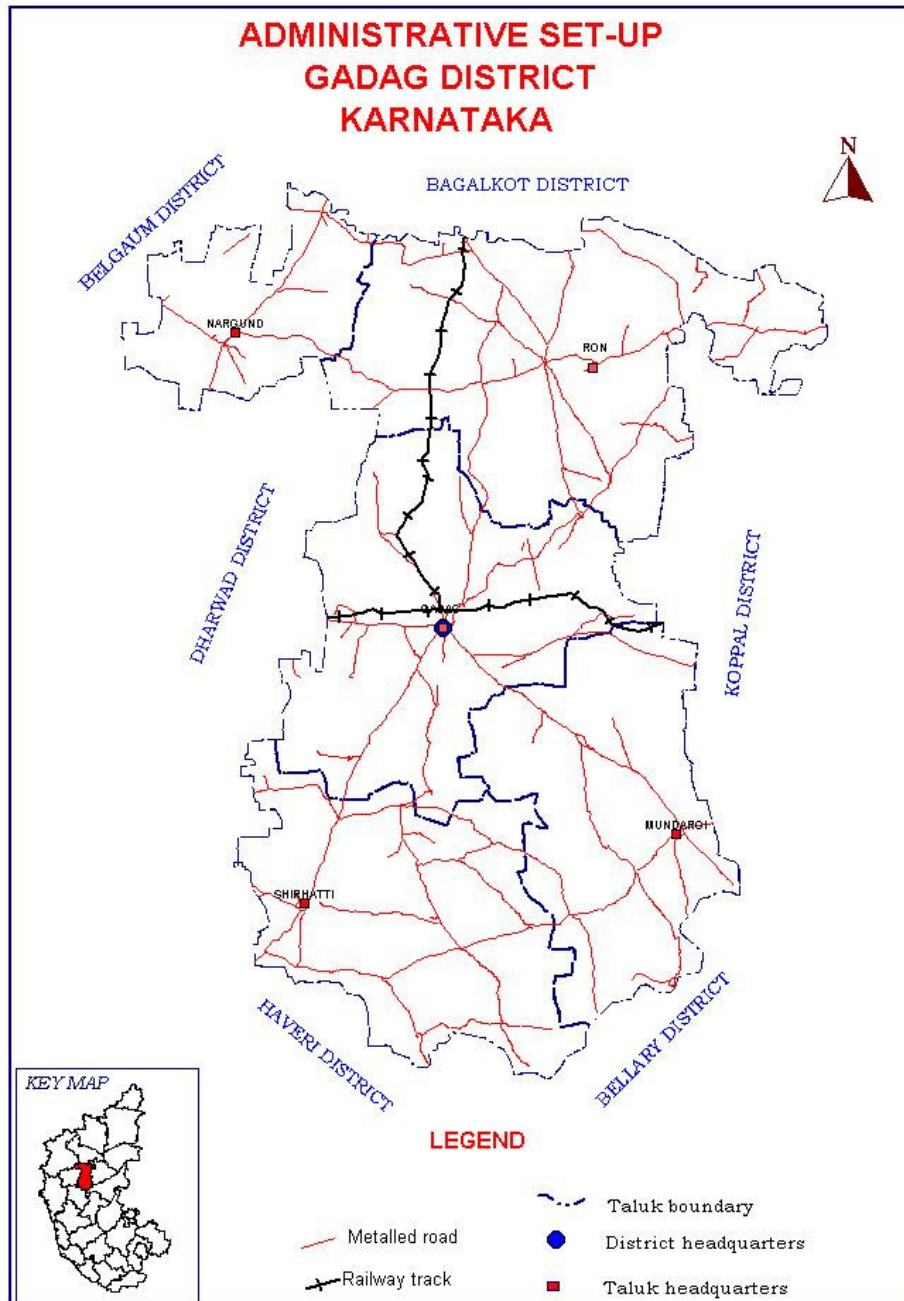 ADMINISTRATIVE SET-UP
GADAG DISTRICT
KARNATAKA
N
BAGALKOT DISTRICT
BELGAUM DISTRICT
NARGUND
RON
DHARWAD DISTRICT
GADAG
KOPPAL DISTRICT
MUNDARGI
SHIRHATTI
HAVERI DISTRICT
BELLARY DISTRICT
KEY MAP
LEGEND
Metalled road
Railway track
Taluk boundary
District headquarters
Taluk headquarters